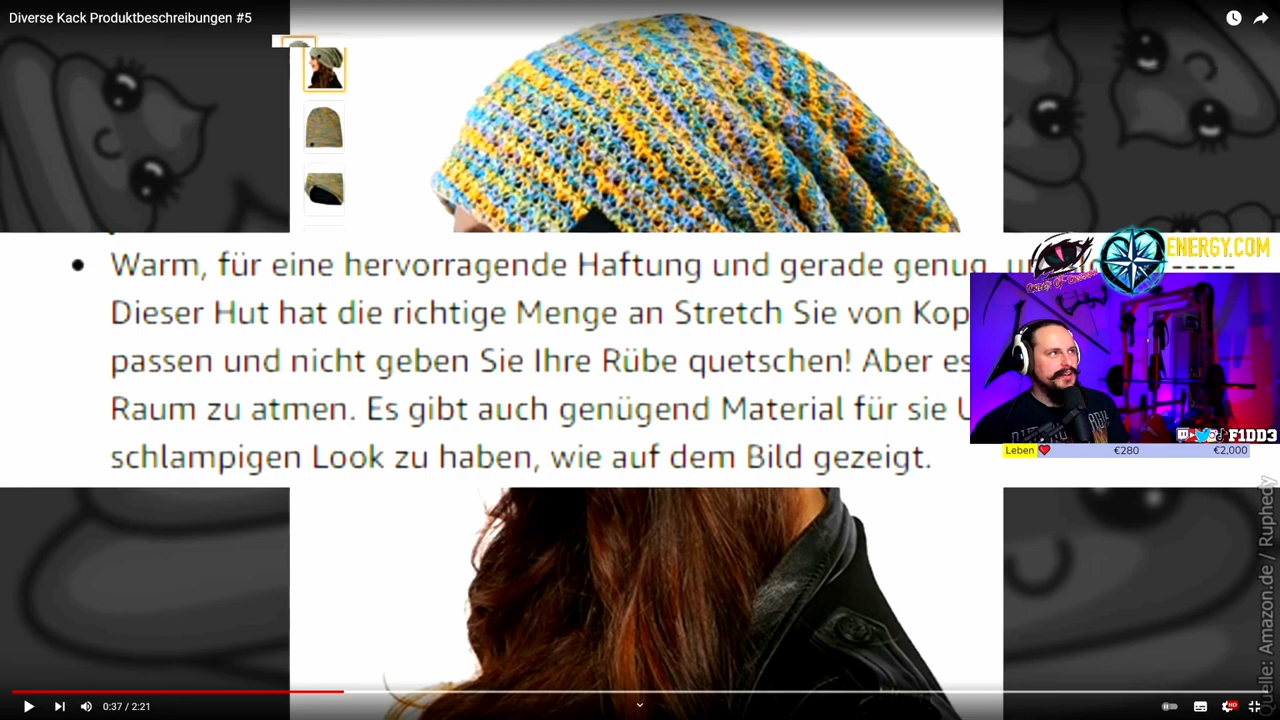 Diverse Kack Produktbeschreibungen #5
ENERGY.COM
• Warm, für eine hervorragende Haftung und gerade genug,
Dieser Hut hat die richtige Menge an Stretch Sie von Kop
passen und nicht geben Sie Ihre Rübe quetschen! Aber es
Raum zu atmen. Es gibt auch genügend Material für sie
schlampigen Look zu haben, wie auf dem Bild gezeigt.
F1DD3
Leben €280 €2,000
Quelle: Amazon.de / Ruphedy
0:37 / 2:21
HD